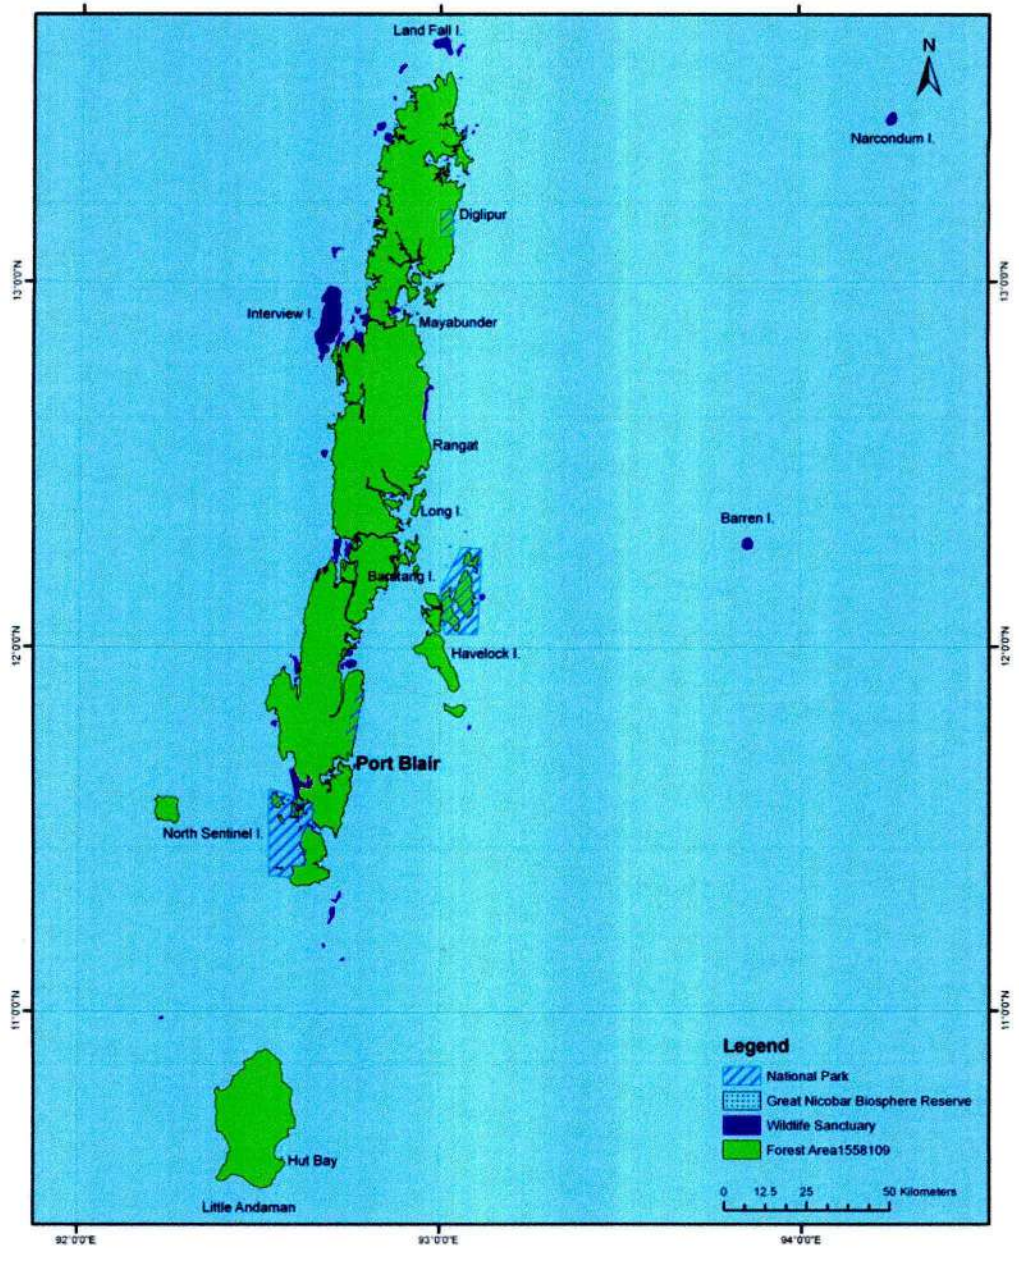 Land Fall I.
N
Narcondum I.
Diglipur
13°0'0"N
13°0'0"N
Interview I.
Mayabunder
Rangat
Long I.
Barren I.
Baratang I.
12°0'0"N
12°0'0"N
Havelock I.
Port Blair
North Sentinel I.
11°0'0"N
11°0'0"N
Legend
National Park
Great Nicobar Biosphere Reserve
Wildlife Sanctuary
Forest Area1558109
Hut Bay
0 12.5 25 50 Kilometers
Little Andaman
92°0'0"E
93°0'0"E
94°0'0"E